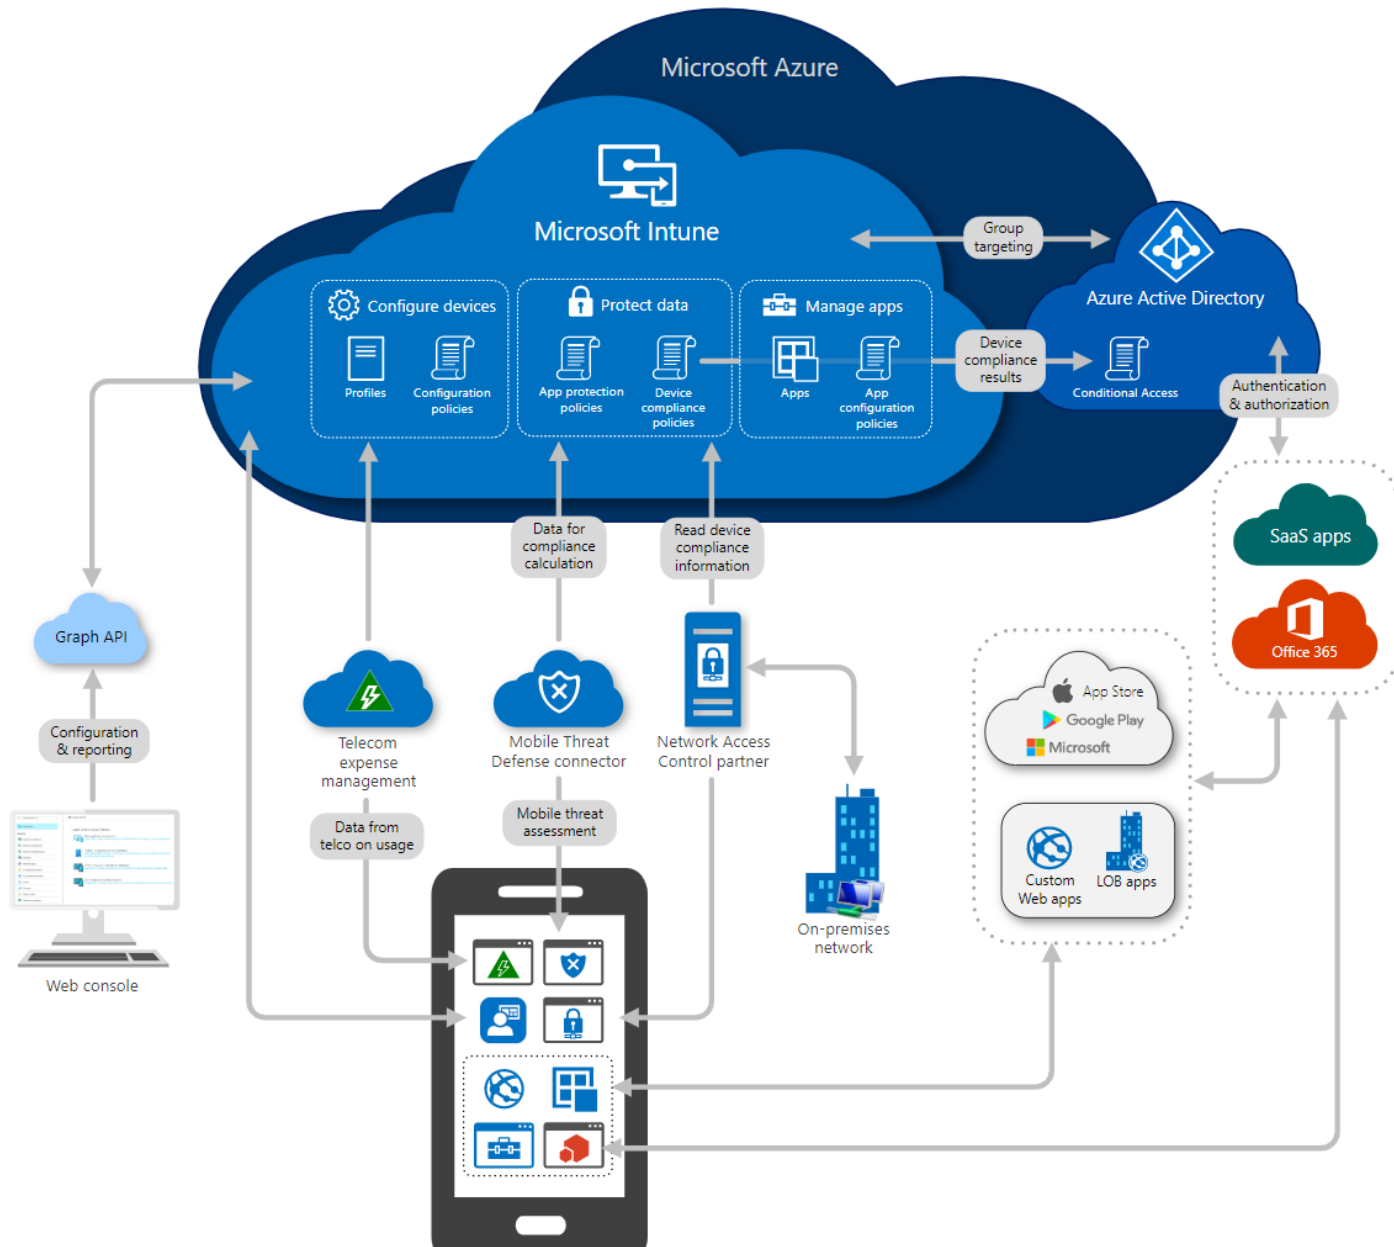 Microsoft Azure
Microsoft Intune
Group
targeting
Azure Active Directory
Configure devices
Protect data
Manage apps
Profiles
Configuration
policies
App protection
policies
Device
compliance
policies
Apps
App
configuration
policies
Device
compliance
results
Conditional Access
Authentication
& authorization
Data for
compliance
calculation
Read device
compliance
information
SaaS apps
Office 365
Graph API
Configuration
& reporting
Telecom
expense
management
Mobile Threat
Defense connector
Network Access
Control partner
App Store
Google Play
Microsoft
Data from
telco on usage
Mobile threat
assessment
Custom
Web apps
LOB apps
On-premises
network
Web console